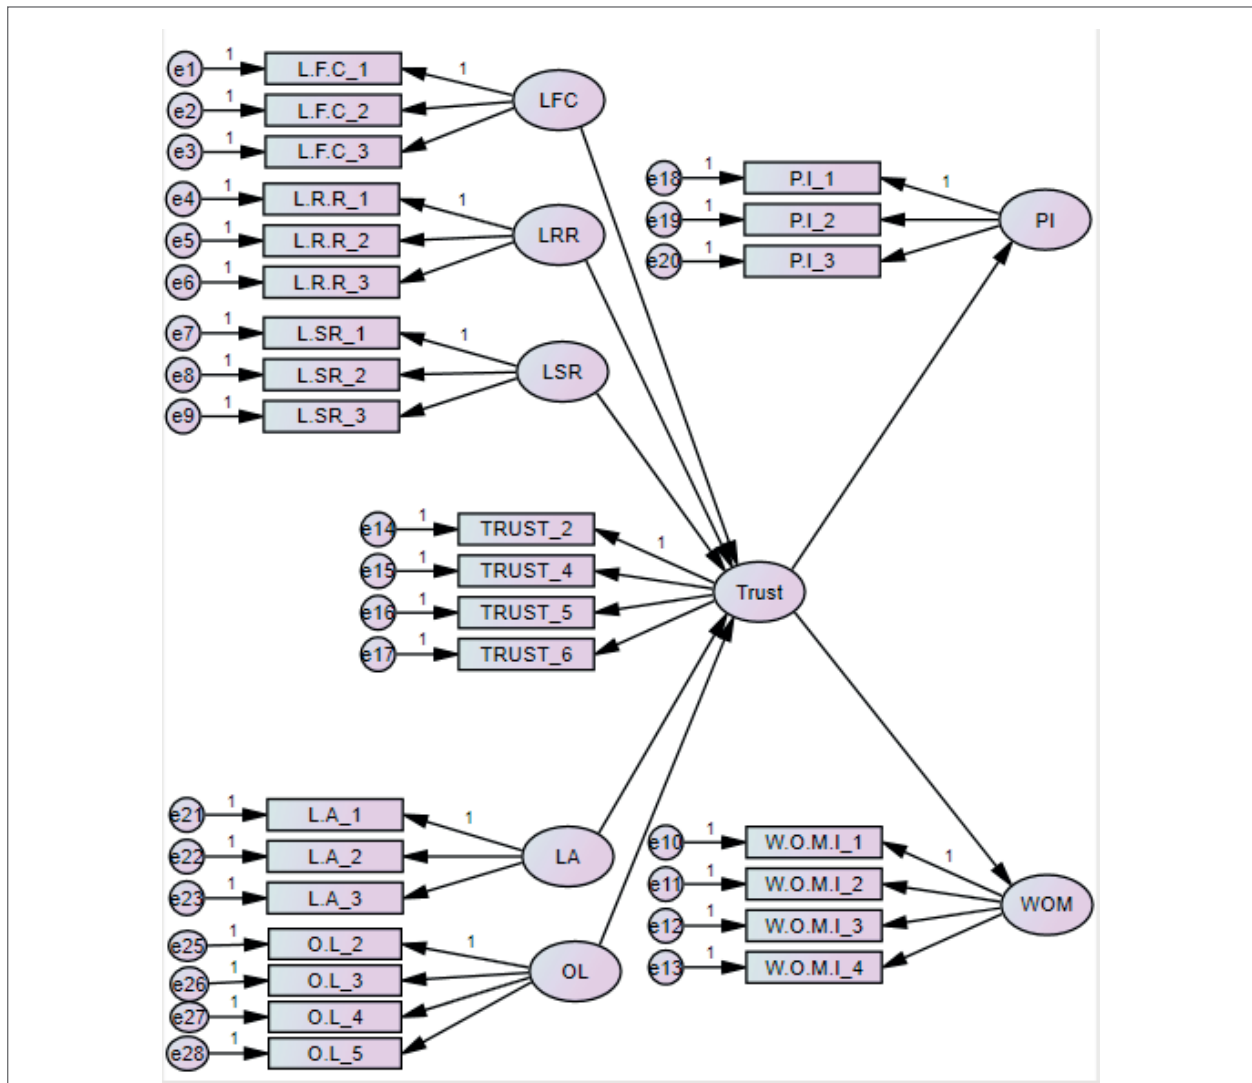 e1 1 L.F.C_1 1
e2 1 L.F.C_2
e3 1 L.F.C_3
LFC
e4 1 L.R.R_1 1
e5 1 L.R.R_2
e6 1 L.R.R_3
LRR
e7 1 L.SR_1 1
e8 1 L.SR_2
e9 1 L.SR_3
LSR
e18 1 P.I_1 1
e19 1 P.I_2
e20 1 P.I_3
PI
e14 1 TRUST_2 1
e15 1 TRUST_4
e16 1 TRUST_5
e17 1 TRUST_6
Trust
e21 1 L.A_1 1
e22 1 L.A_2
e23 1 L.A_3
LA
e25 1 O.L_2 1
e26 1 O.L_3
e27 1 O.L_4
e28 1 O.L_5
OL
e10 1 W.O.M.I_1 1
e11 1 W.O.M.I_2
e12 1 W.O.M.I_3
e13 1 W.O.M.I_4
WOM